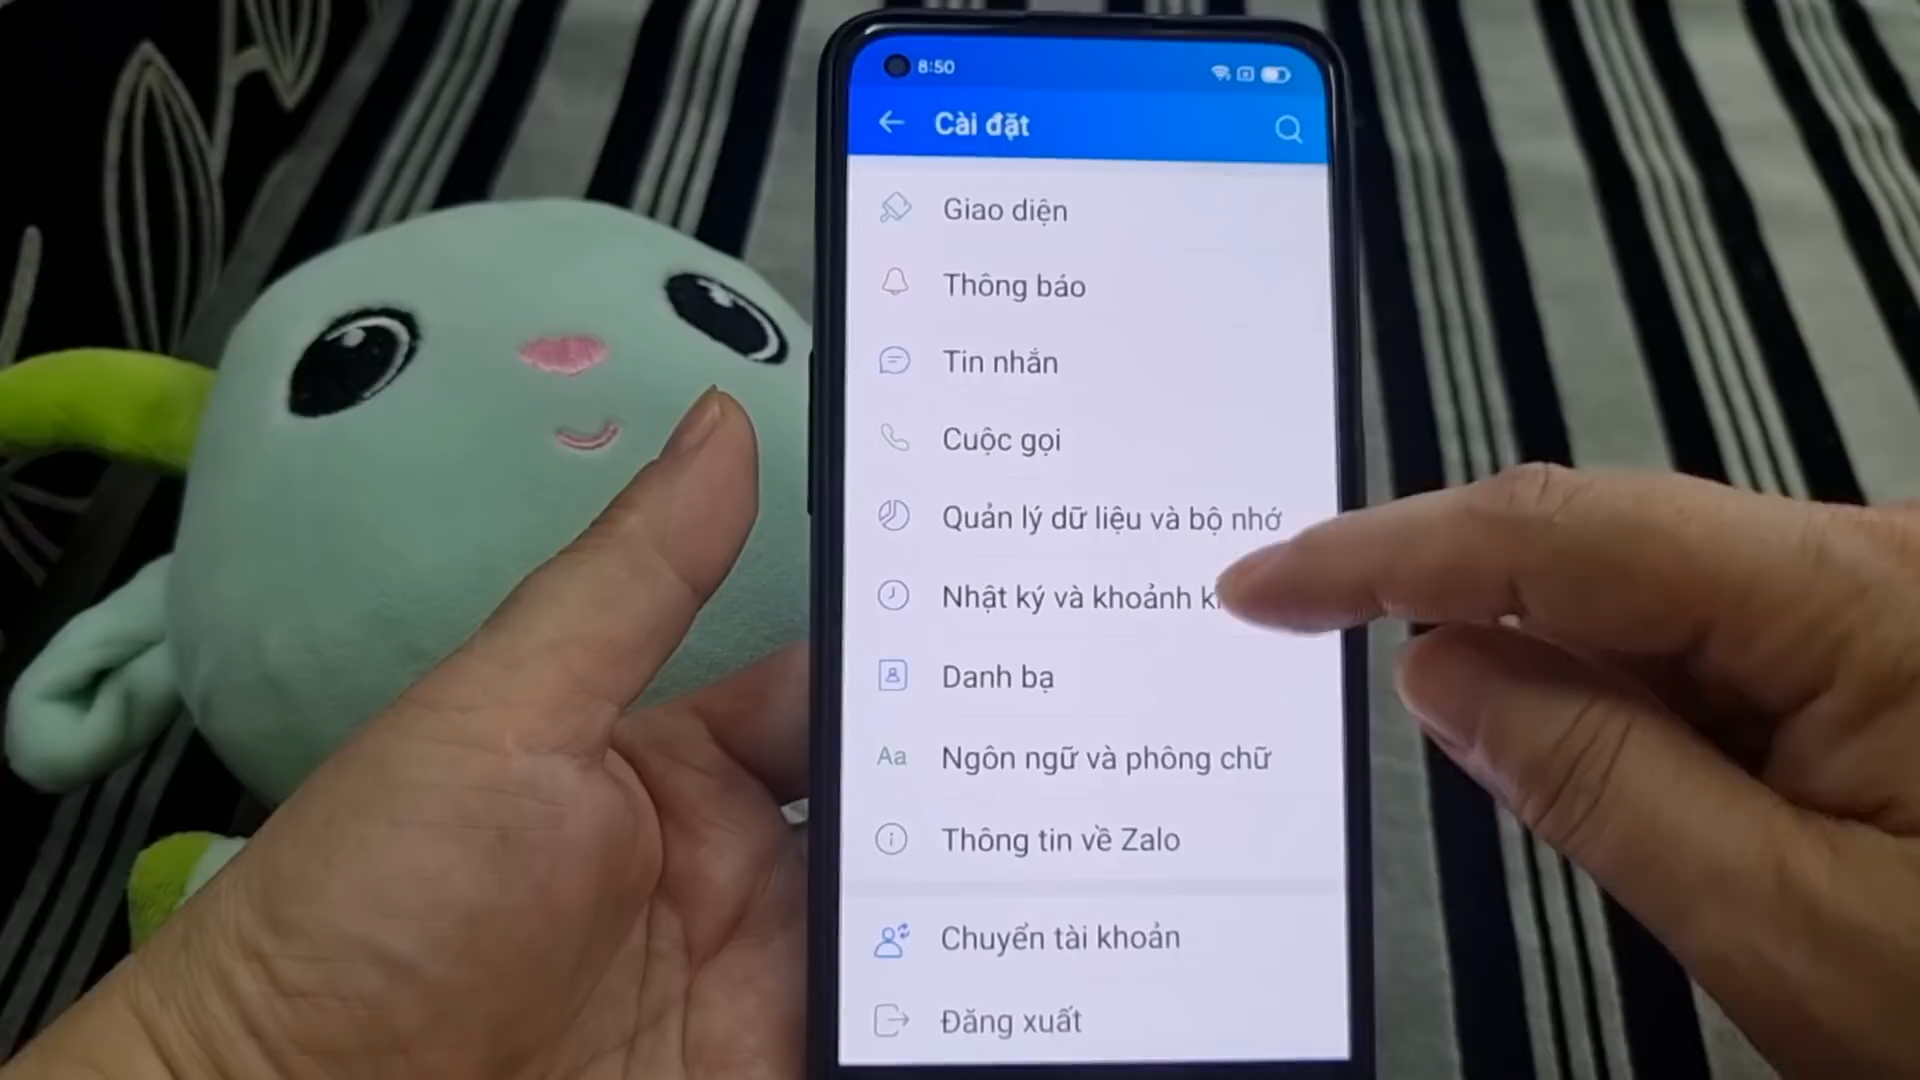 8:50
Cài đặt
Giao diện
Thông báo
Tin nhắn
Cuộc gọi
Quản lý dữ liệu và bộ nhớ
Nhật ký và khoảnh
Danh bạ
Aa Ngôn ngữ và phông chữ
Thông tin về Zalo
Chuyển tài khoản
Đăng xuất